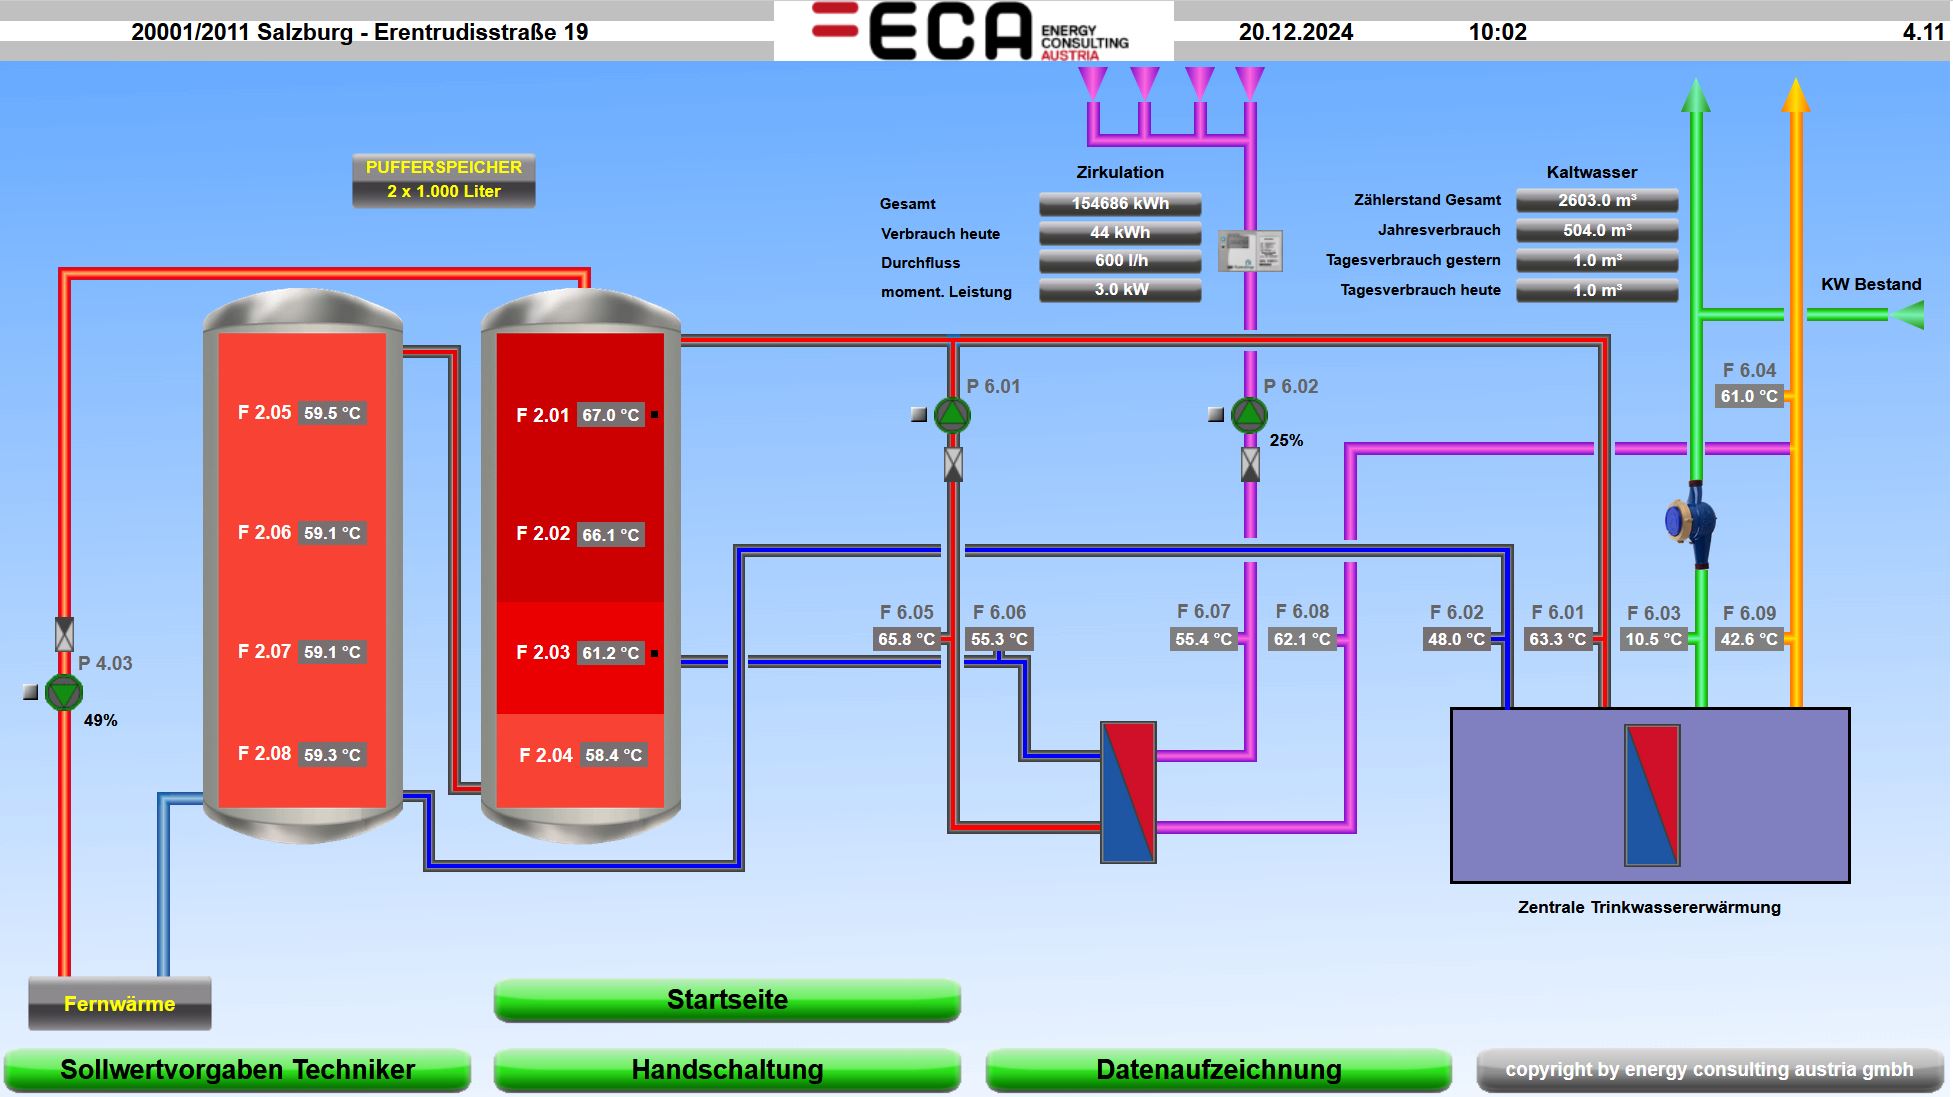 20001/2011 Salzburg - Erentrudisstraße 19
ECA
ENERGY
CONSULTING
AUSTRIA
20.12.2024
10:02
4.11
PUFFERSPEICHER
2 x 1.000 Liter
Zirkulation
Gesamt 154686 kWh
Verbrauch heute 44 kWh
Durchfluss 600 l/h
moment. Leistung 3.0 kW
Kaltwasser
Zählerstand Gesamt 2603.0 m³
Jahresverbrauch 504.0 m³
Tagesverbrauch gestern 1.0 m³
Tagesverbrauch heute 1.0 m³
KW Bestand
F 6.04
61.0 °C
P 6.01
P 6.02
25%
F 2.05 59.5 °C
F 2.06 59.1 °C
F 2.07 59.1 °C
F 2.08 59.3 °C
F 2.01 67.0 °C
F 2.02 66.1 °C
F 2.03 61.2 °C
F 2.04 58.4 °C
P 4.03
49%
F 6.05
65.8 °C
F 6.06
55.3 °C
F 6.07
55.4 °C
F 6.08
62.1 °C
F 6.02
48.0 °C
F 6.01
63.3 °C
F 6.03
10.5 °C
F 6.09
42.6 °C
Zentrale Trinkwassererwärmung
Fernwärme
Startseite
Sollwertvorgaben Techniker
Handschaltung
Datenaufzeichnung
copyright by energy consulting austria gmbh